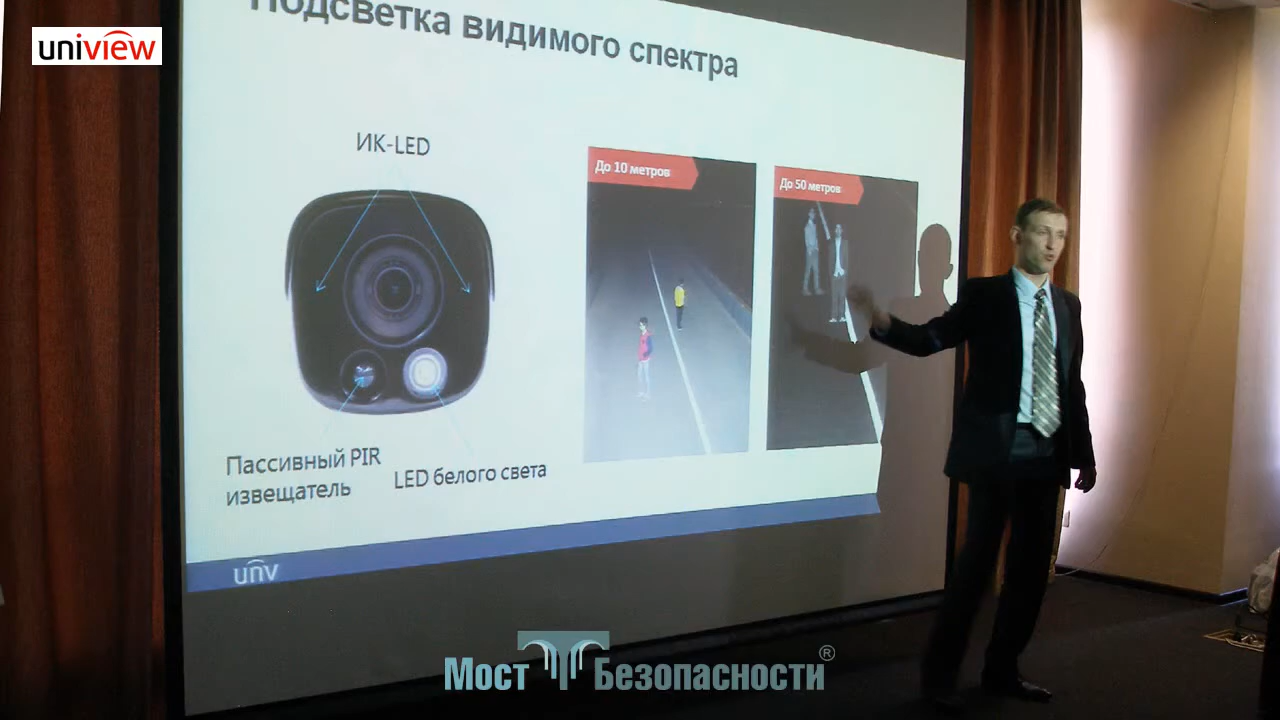 uniview
Подсветка видимого спектра
ИК-LED
До 10 метров
До 50 метров
Пассивный PIR
извещатель
LED белого света
unv
Мост Безопасности®